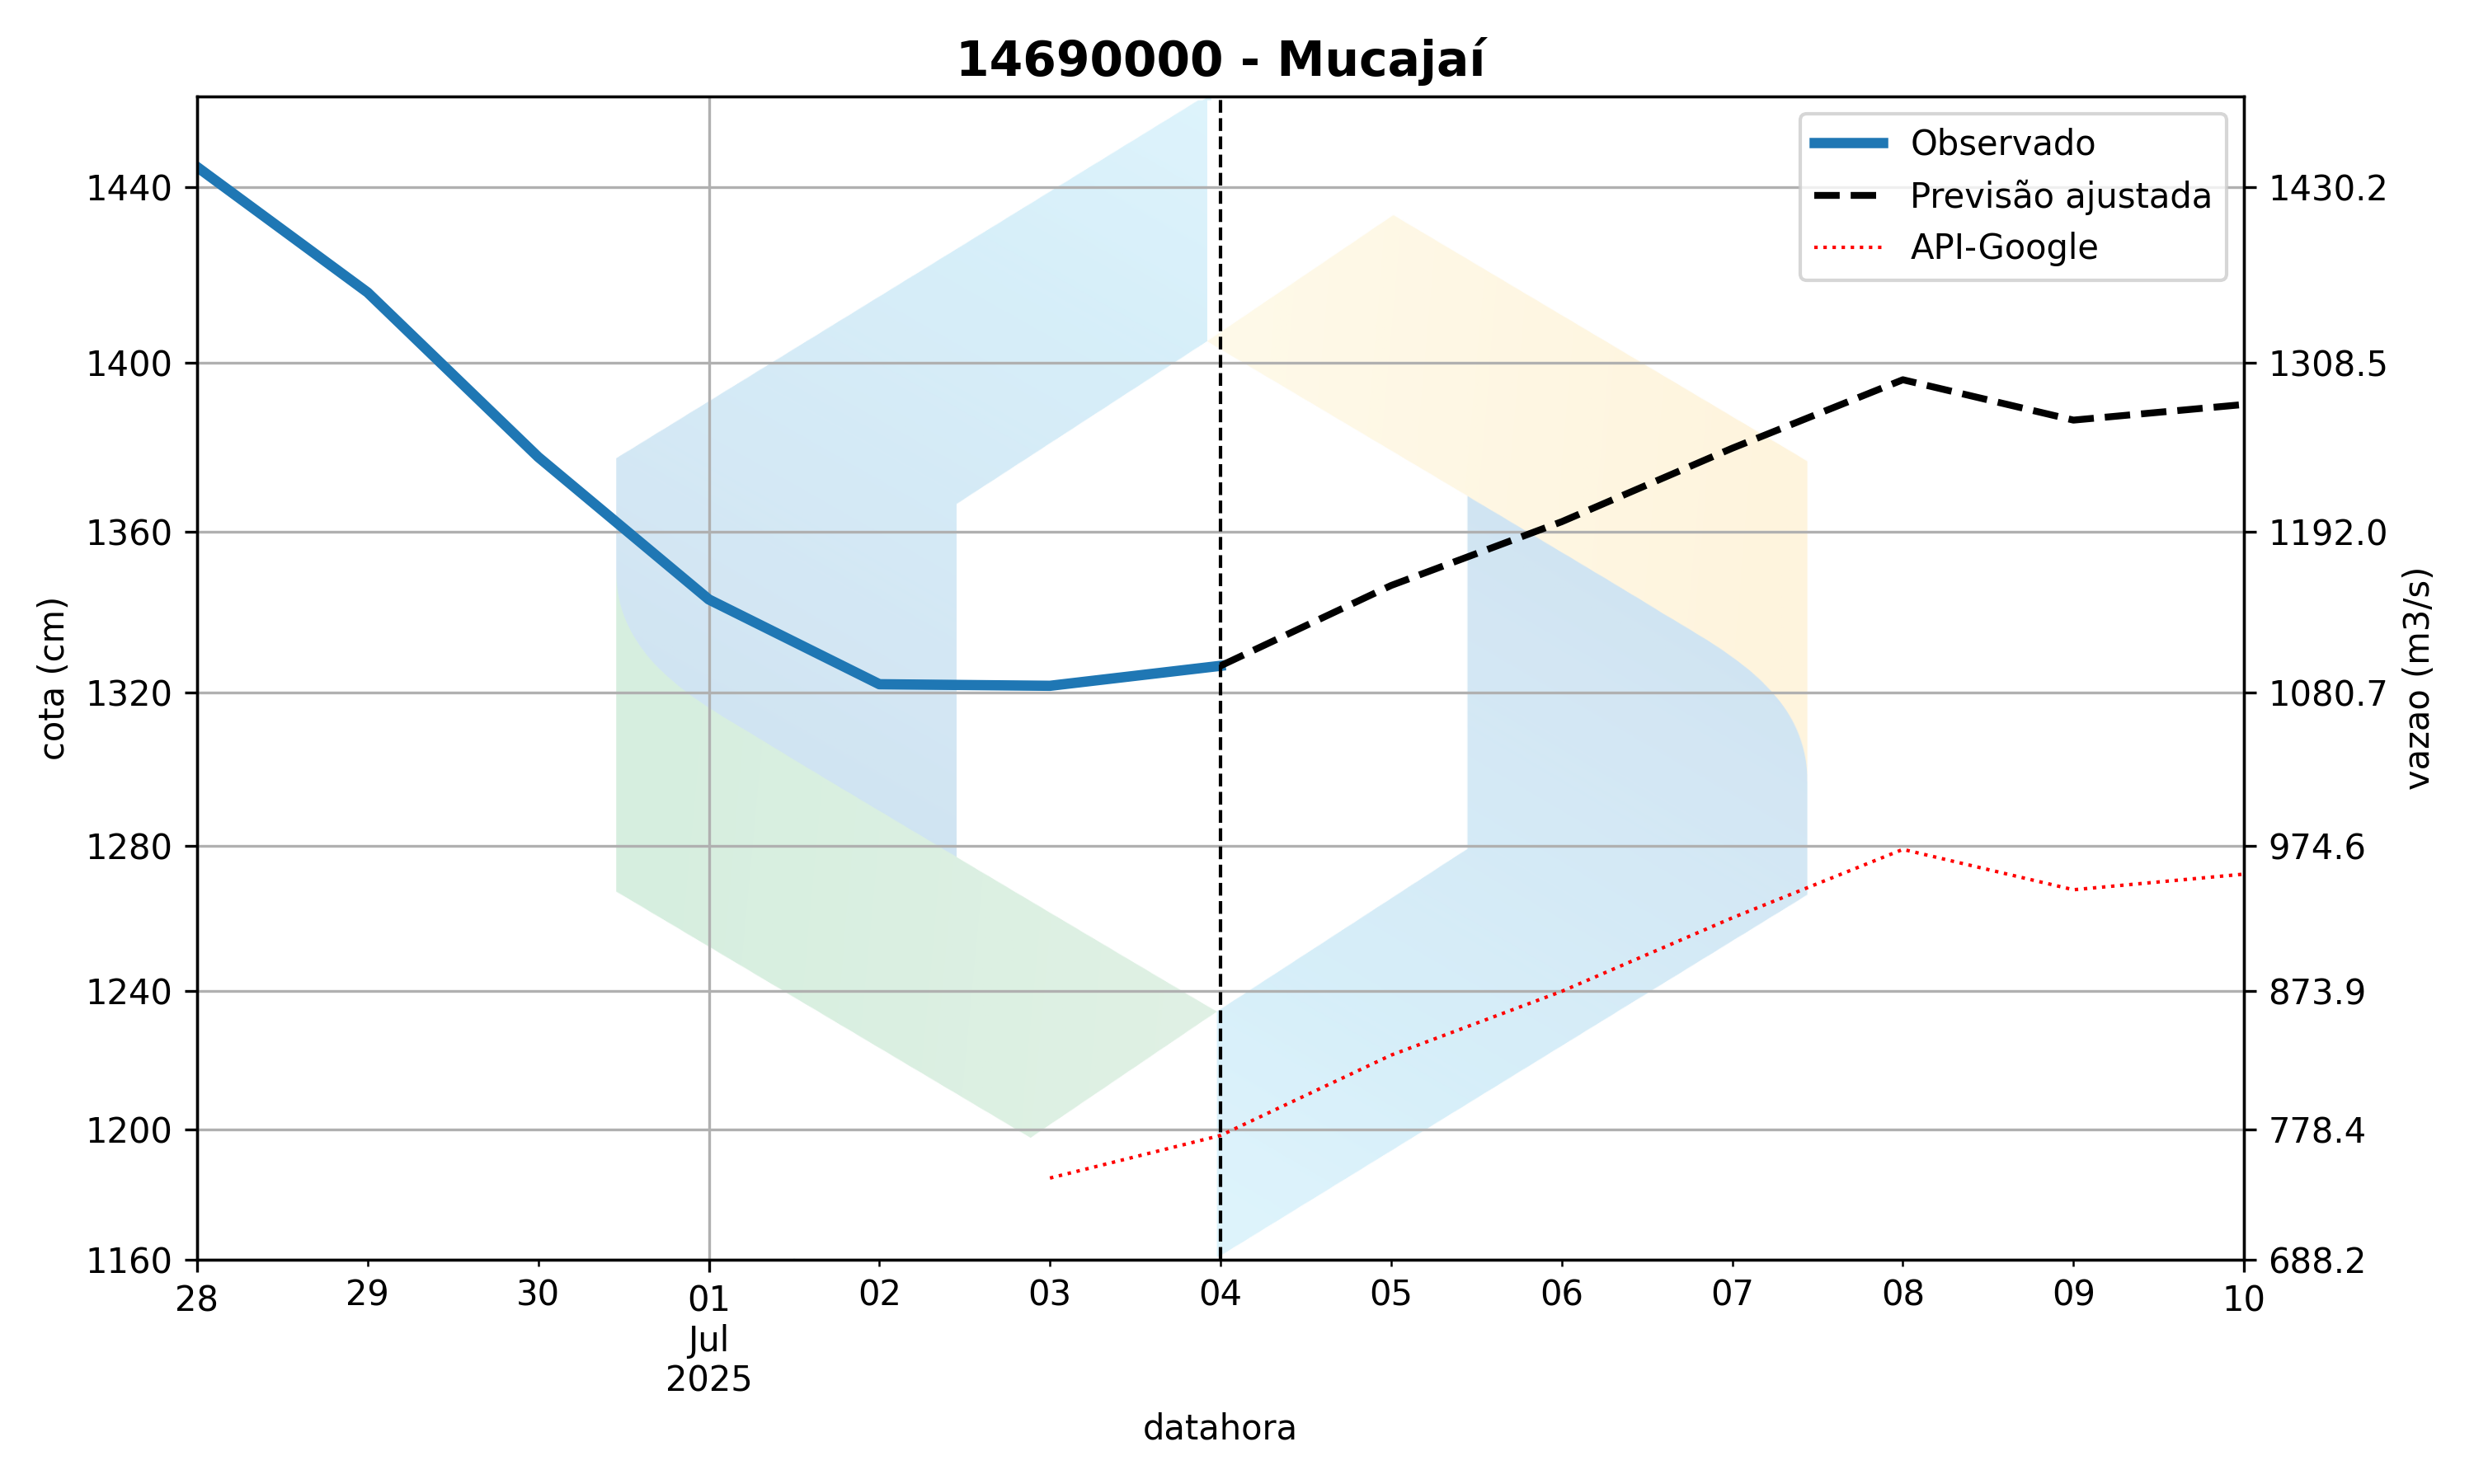 14690000 - Mucajaí
Observado
Previsão ajustada
API-Google
1440
1400
1360
1320
1280
1240
1200
1160
cota (cm)
1430.2
1308.5
1192.0
1080.7
974.6
873.9
778.4
688.2
vazao (m3/s)
28 29 30 01 02 03 04 05 06 07 08 09 10
Jul
2025
datahora